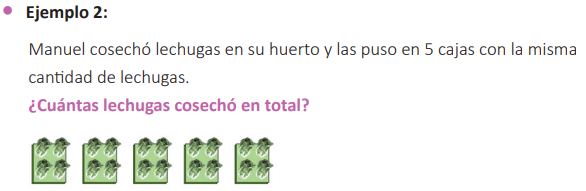 Ejemplo 2:
Manuel cosechó lechugas en su huerto y las puso en 5 cajas con la misma
cantidad de lechugas.
¿Cuántas lechugas cosechó en total?